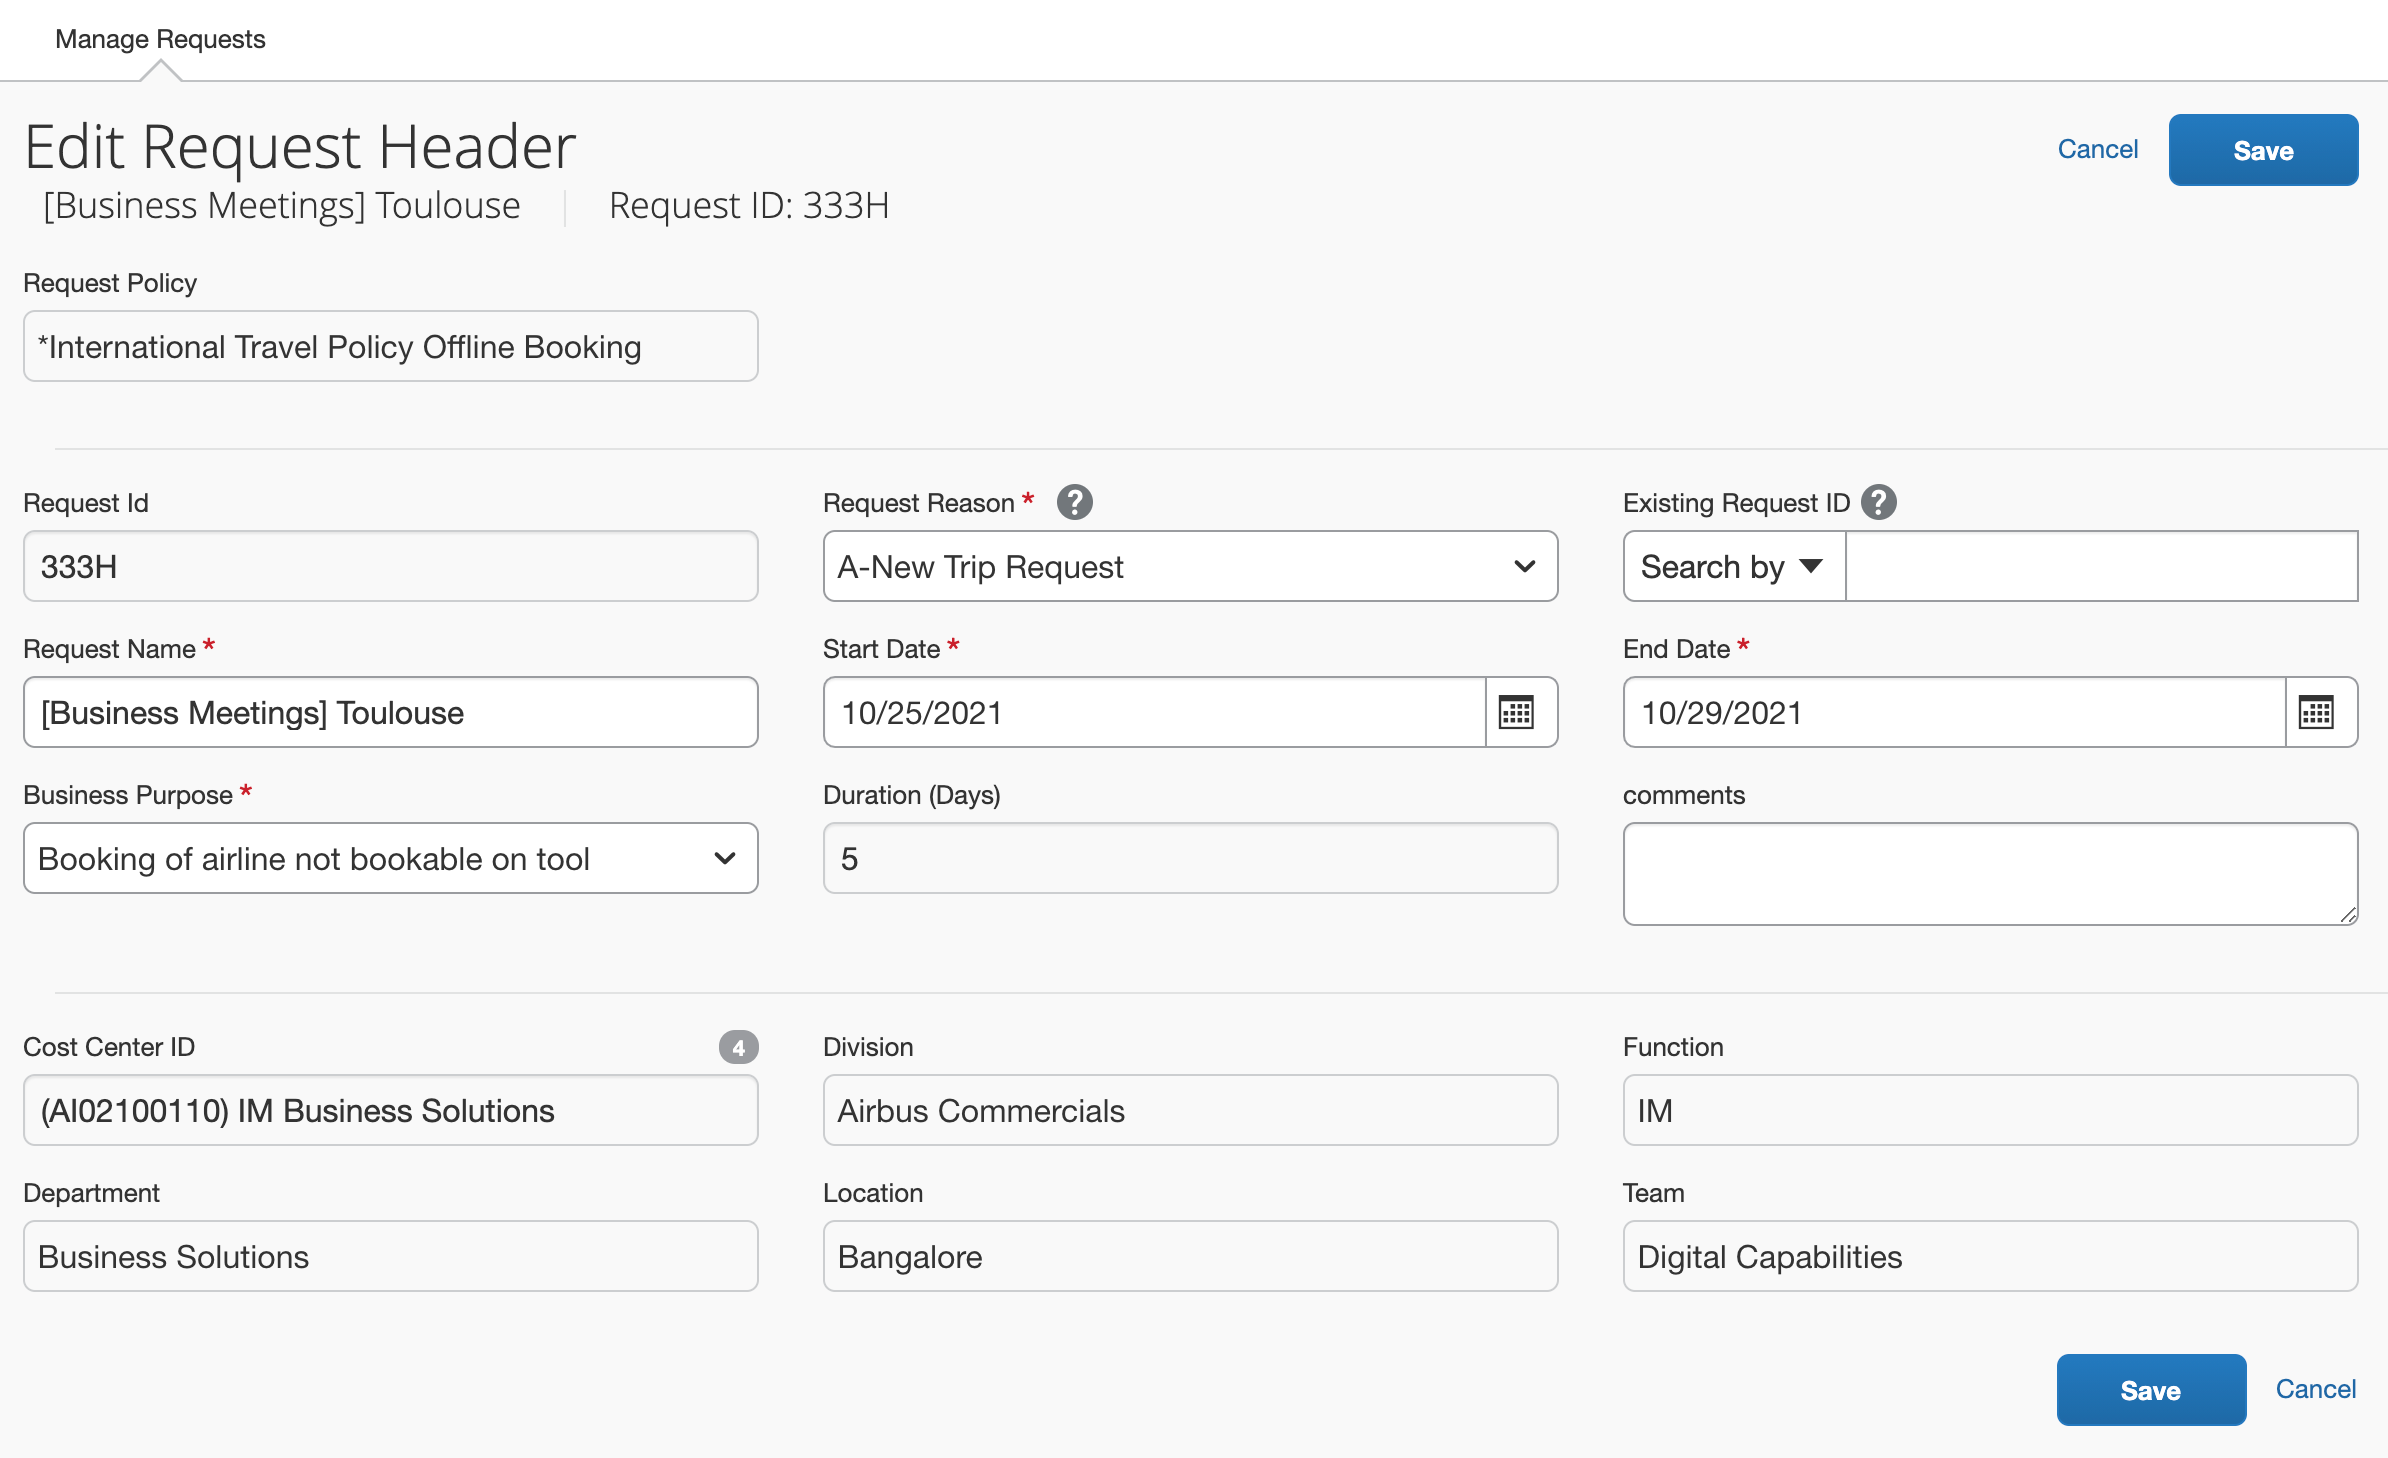 Manage Requests
Edit Request Header
Cancel
Save
[Business Meetings] Toulouse
Request ID: 333H
Request Policy
*International Travel Policy Offline Booking
Request Id
Request Reason *
?
Existing Request ID
?
333H
A-New Trip Request
Search by
Request Name *
Start Date *
End Date *
[Business Meetings] Toulouse
10/25/2021
10/29/2021
Business Purpose *
Duration (Days)
comments
Booking of airline not bookable on tool
5
Cost Center ID
4
Division
Function
(AI02100110) IM Business Solutions
Airbus Commercials
IM
Department
Location
Team
Business Solutions
Bangalore
Digital Capabilities
Save
Cancel